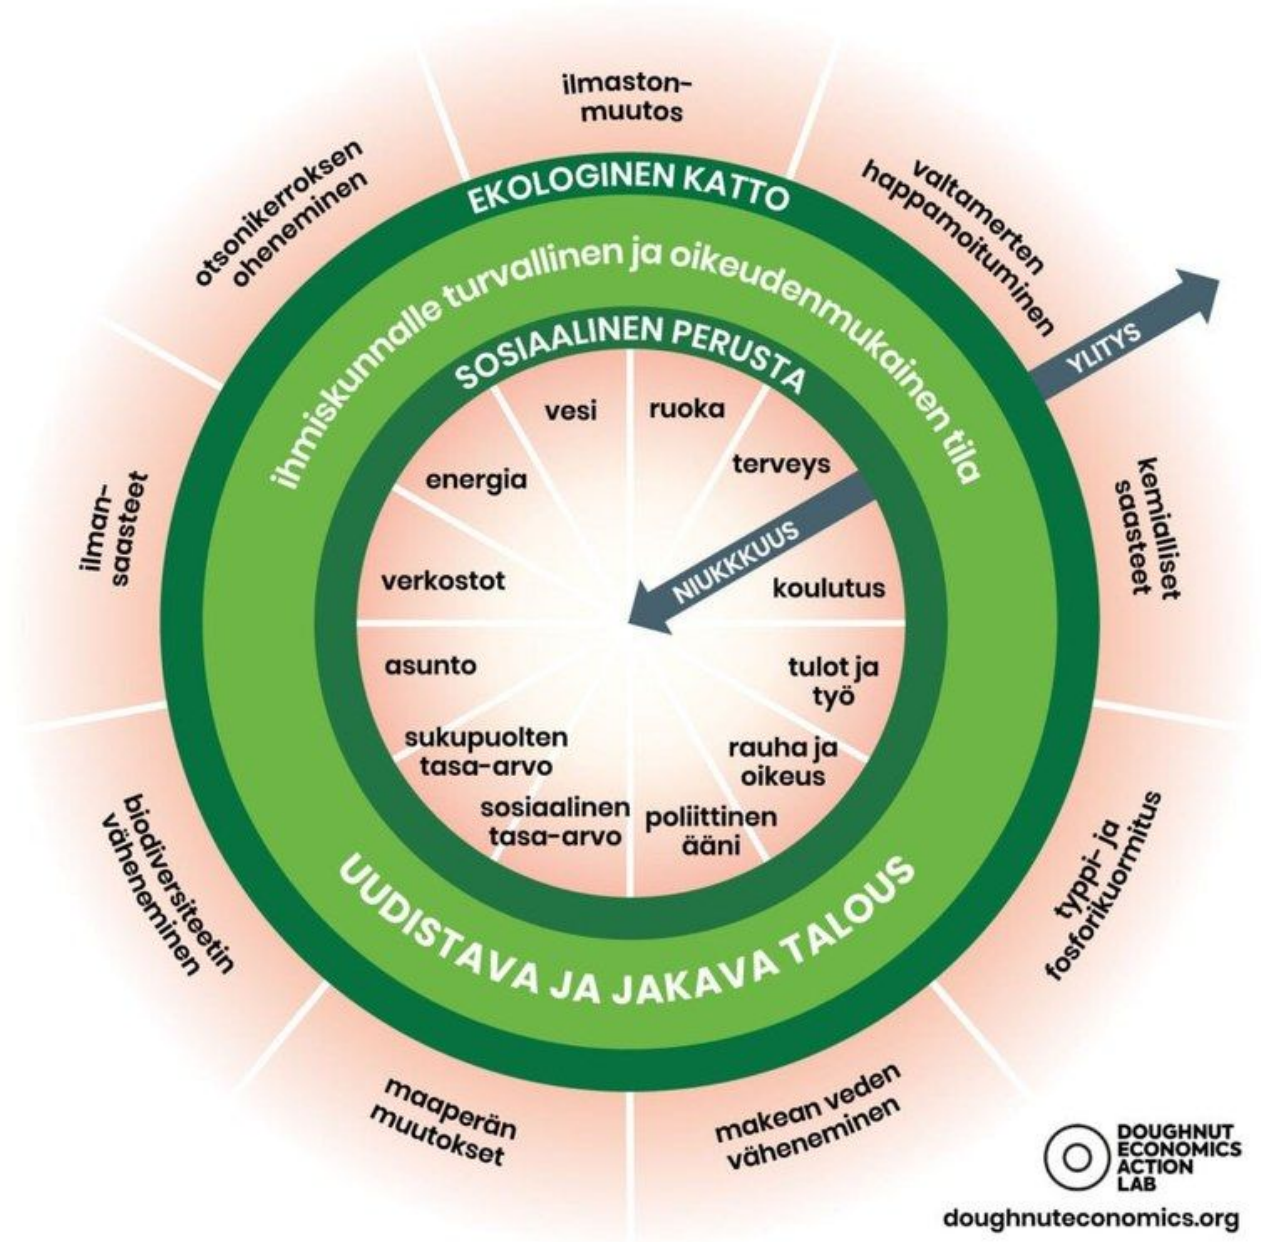 ilmaston-
muutos
valtamerten
happamoituminen
YLITYS
kemialliset
saasteet
typpi- ja
fosforikuormitus
makean veden
väheneminen
maaperän
muutokset
biodiversiteetin
väheneminen
ilman-
saasteet
otsonikerroksen
oheneminen
EKOLOGINEN KATTO
ihmiskunnalle turvallinen ja oikeudenmukainen tila
SOSIAALINEN PERUSTA
vesi
ruoka
terveys
NIUKKKUUS
koulutus
tulot ja
työ
rauha ja
oikeus
poliittinen
ääni
sosiaalinen
tasa-arvo
sukupuolten
tasa-arvo
asunto
verkostot
energia
UUDISTAVA JA JAKAVA TALOUS
DOUGHNUT
ECONOMICS
ACTION
LAB
doughnuteconomics.org